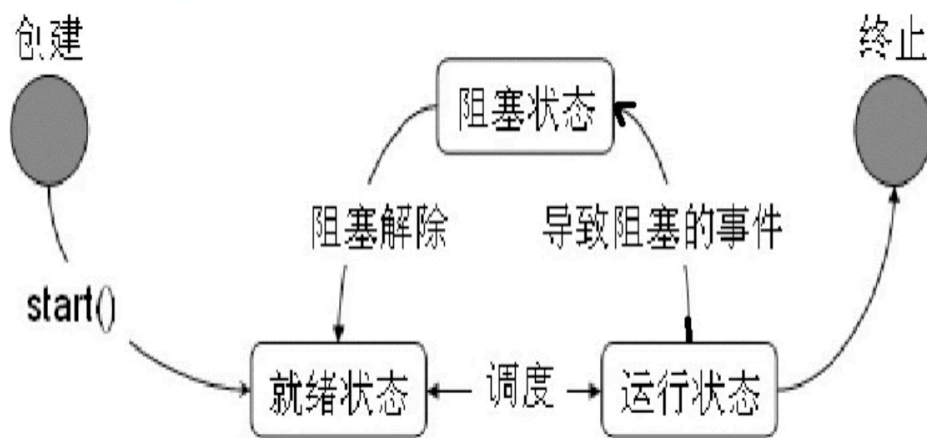 创建
终止
阻塞状态
阻塞解除
导致阻塞的事件
start()
就绪状态
调度
运行状态